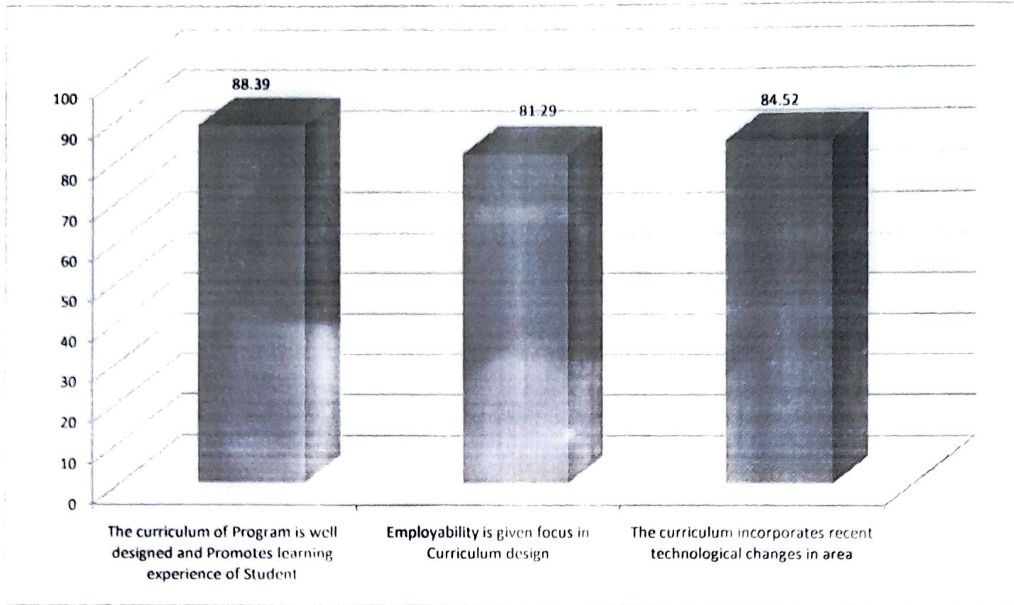 88.39
81.29
84.52
100
90
80
70
60
50
40
30
20
10
0
The curriculum of Program is well
designed and Promotes learning
experience of Student
Employability is given focus in
Curriculum design
The curriculum incorporates recent
technological changes in area